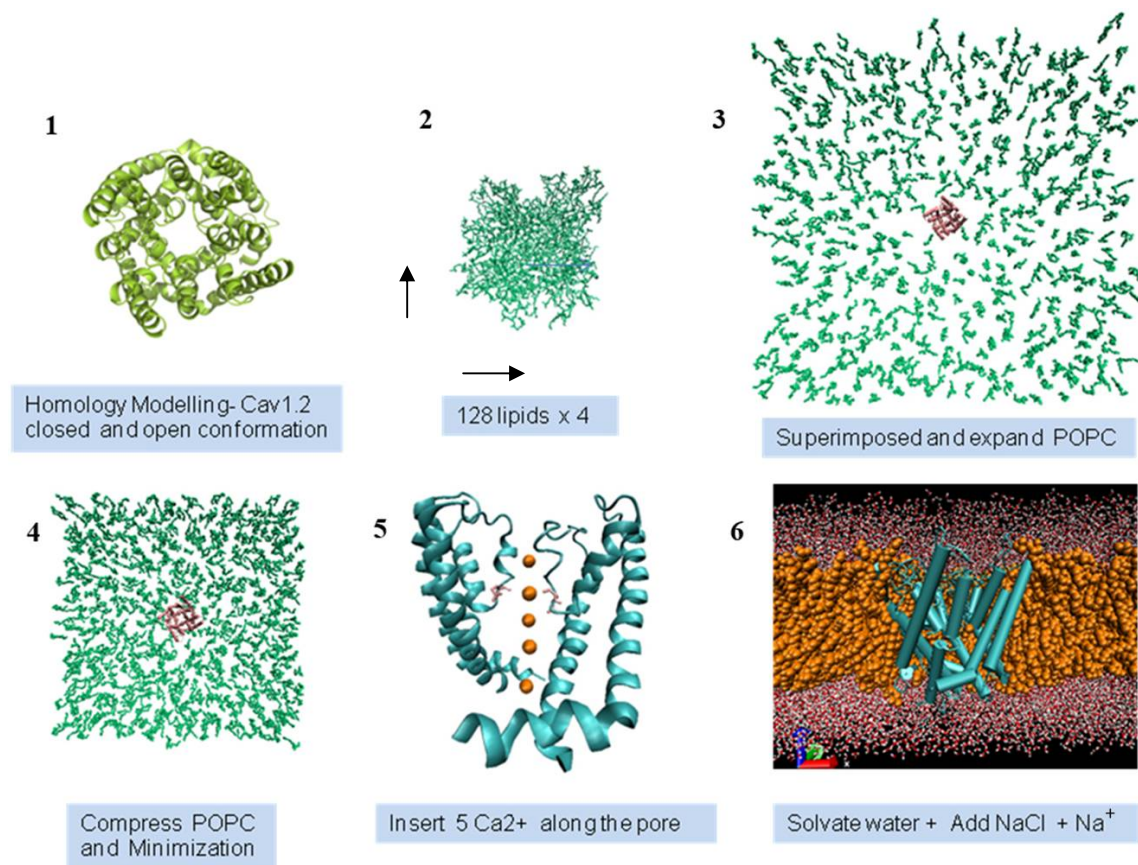 1
Homology Modelling- Cav1.2
closed and open conformation
2
128 lipids x 4
3
Superimposed and expand POPC
4
Compress POPC
and Minimization
5
Insert 5 Ca2+ along the pore
6
Solvate water + Add NaCl + Na⁺